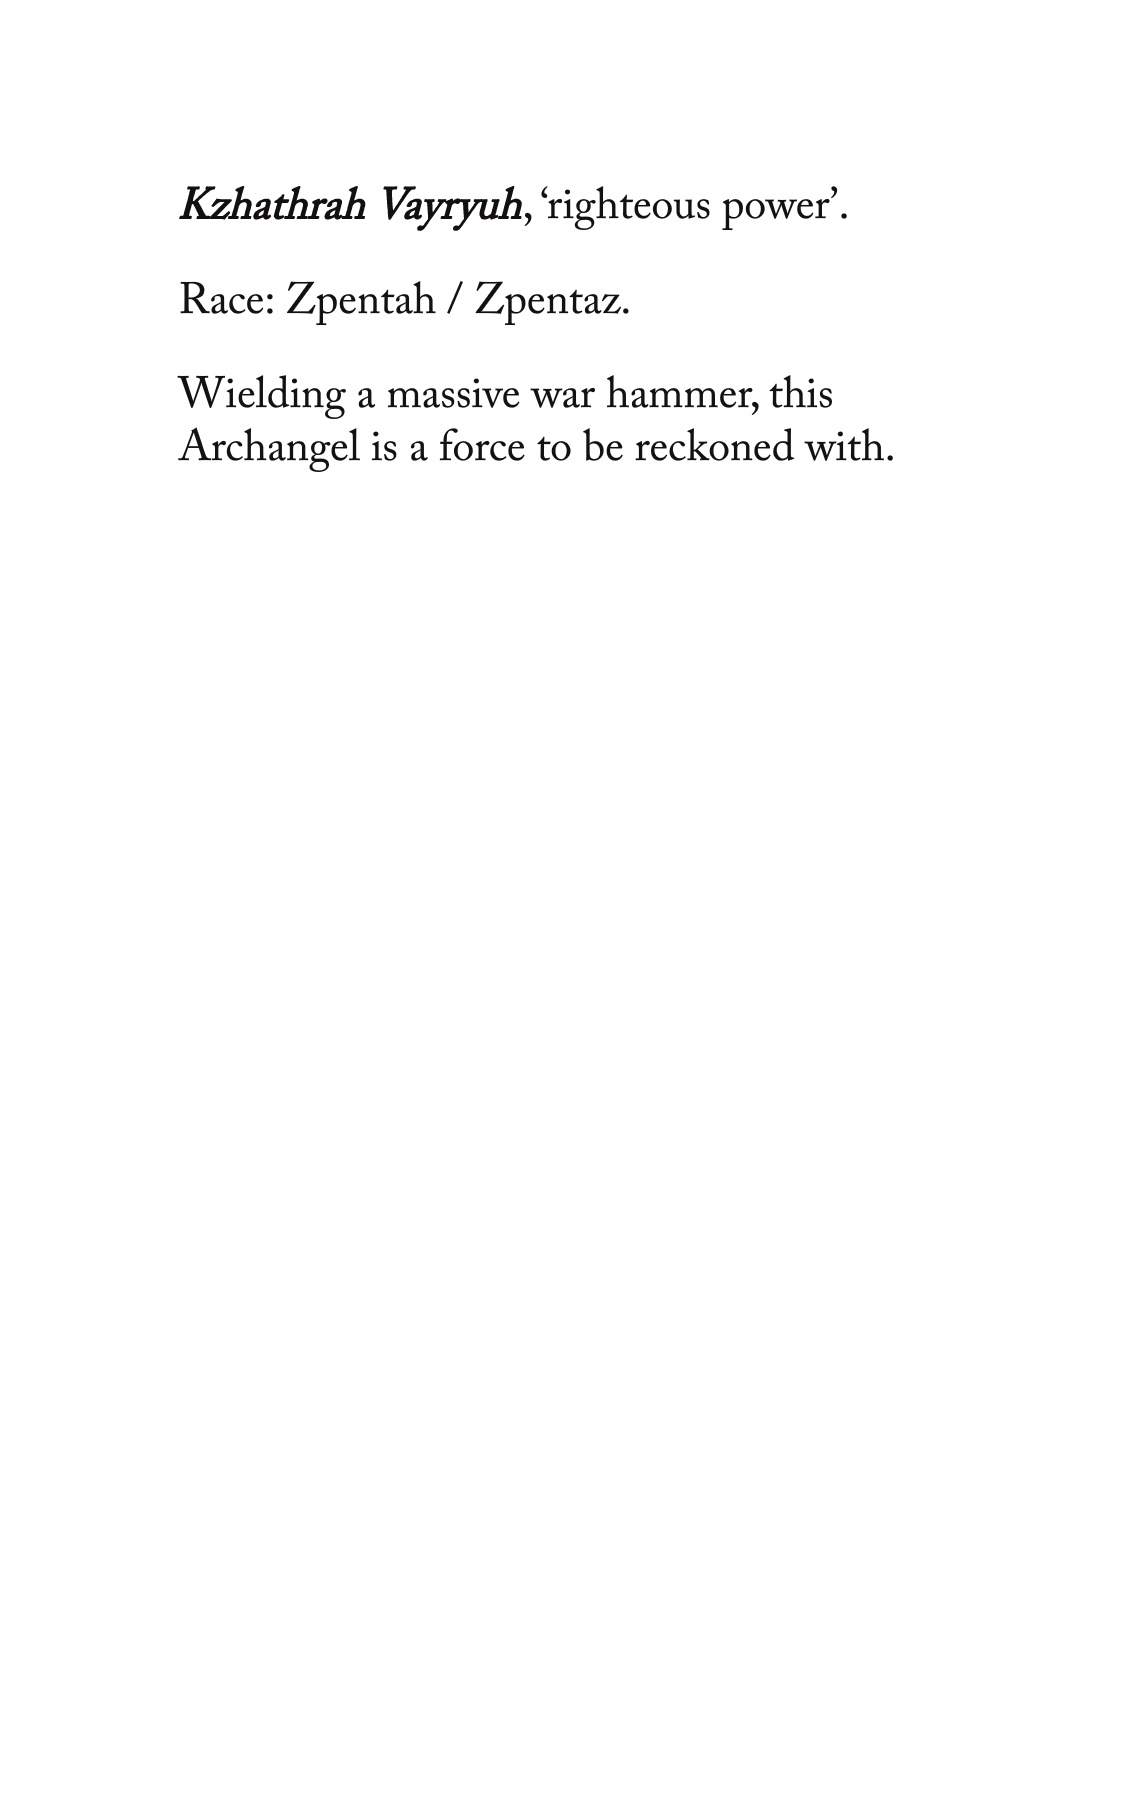 Kzhathrah Vayryuh, ‘righteous power’.
Race: Zpentah / Zpentaz.
Wielding a massive war hammer, this
Archangel is a force to be reckoned with.